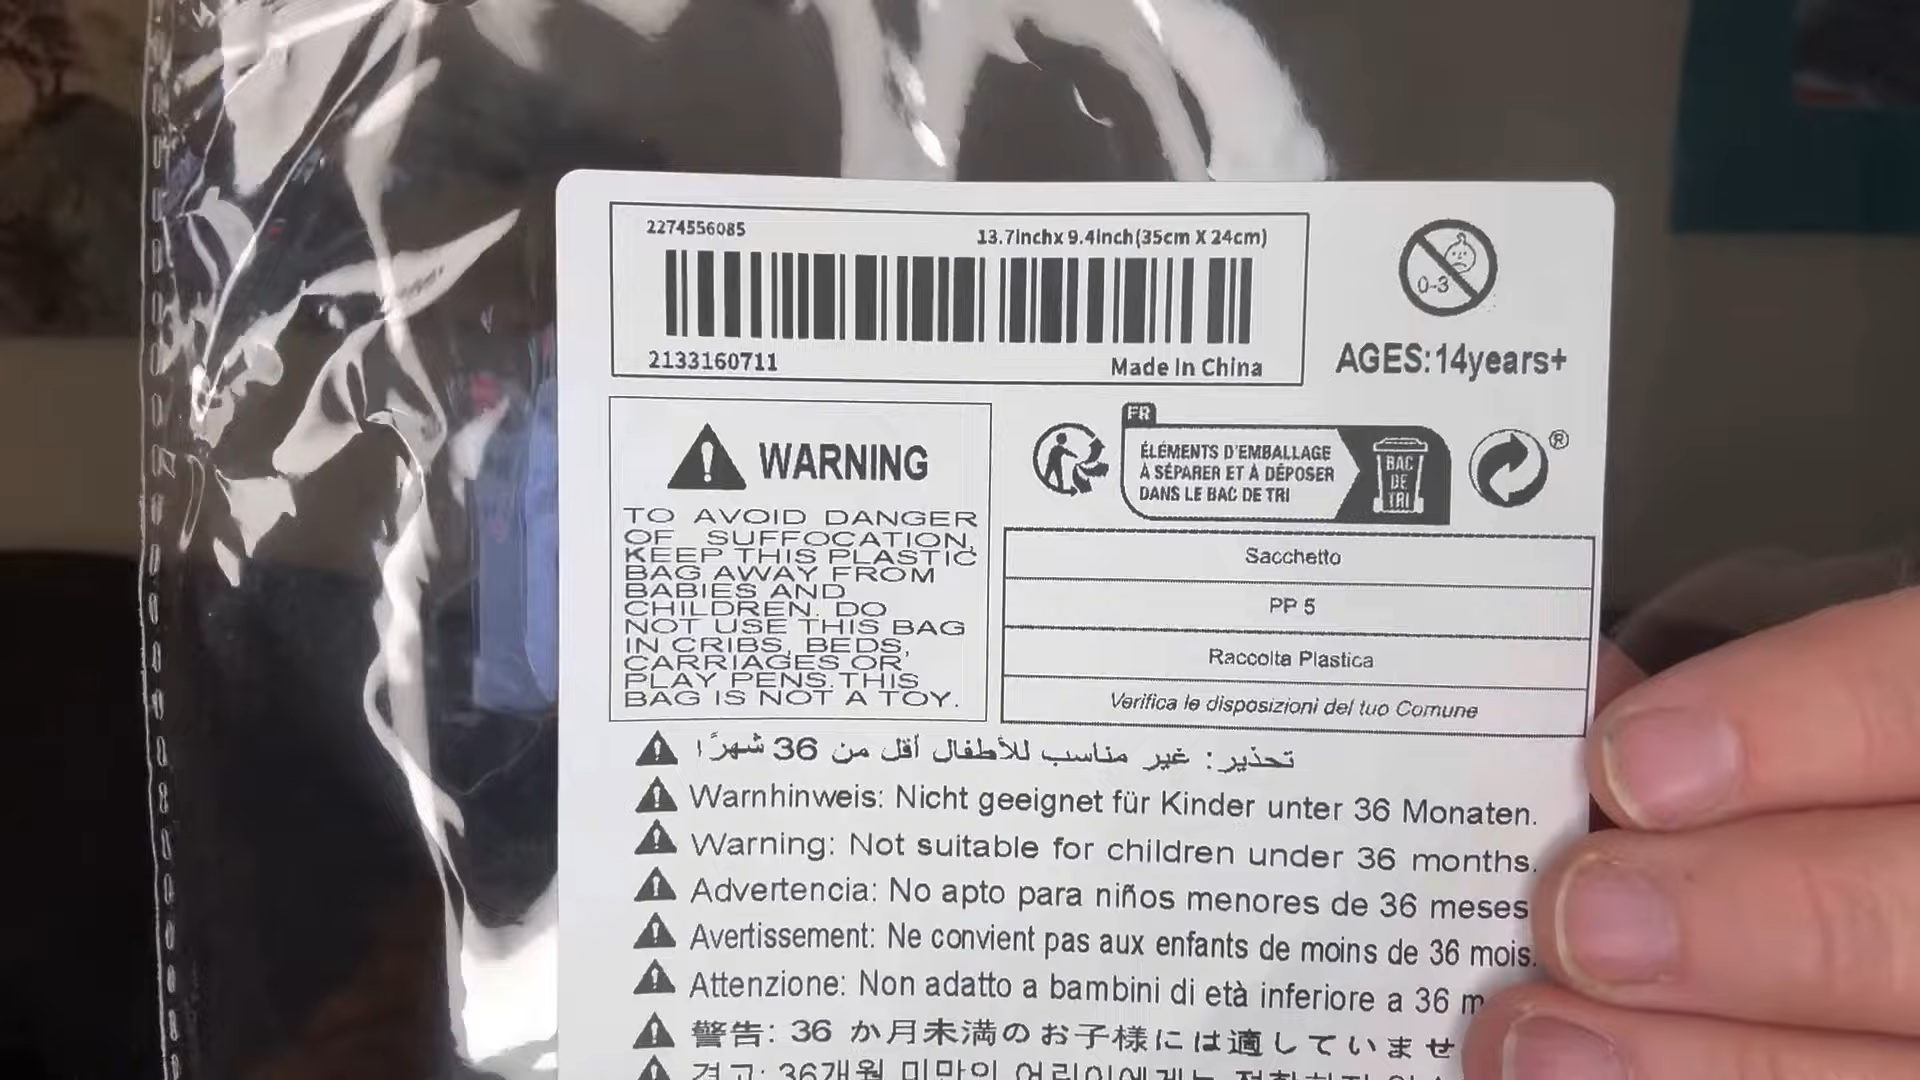 2274556085
13.7inchx 9.4inch(35cm X 24cm)
2133160711
Made In China
0-3
AGES:14years+
WARNING
TO AVOID DANGER
OF SUFFOCATION,
KEEP THIS PLASTIC
BAG AWAY FROM
BABIES AND
CHILDREN. DO
NOT USE THIS BAG
IN CRIBS, BEDS,
CARRIAGES OR
PLAY PENS.THIS
BAG IS NOT A TOY.
FR
ÉLÉMENTS D'EMBALLAGE
À SÉPARER ET À DÉPOSER
DANS LE BAC DE TRI
BAC
DE
TRI
®
Sacchetto
PP 5
Raccolta Plastica
Verifica le disposizioni del tuo Comune
تحذير: غير مناسب للأطفال أقل من 36 شهرًا
Warnhinweis: Nicht geeignet für Kinder unter 36 Monaten.
Warning: Not suitable for children under 36 months.
Advertencia: No apto para niños menores de 36 meses
Avertissement: Ne convient pas aux enfants de moins de 36 mois.
Attenzione: Non adatto a bambini di età inferiore a 36 m
警告: 36 か月未満のお子様には適していませ
경고: 36개월 미만의 어린이에게는